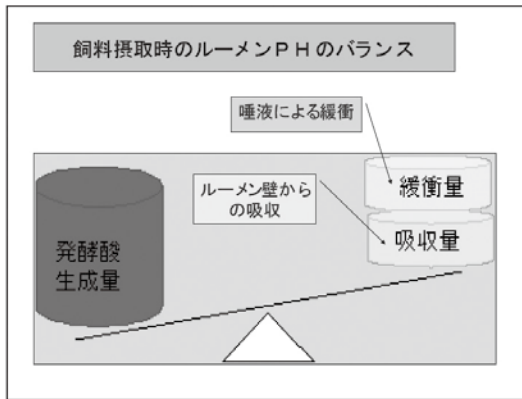 飼料摂取時のルーメンPHのバランス
唾液による緩衝
緩衝量
ルーメン壁から
の吸収
吸収量
発酵酸
生成量